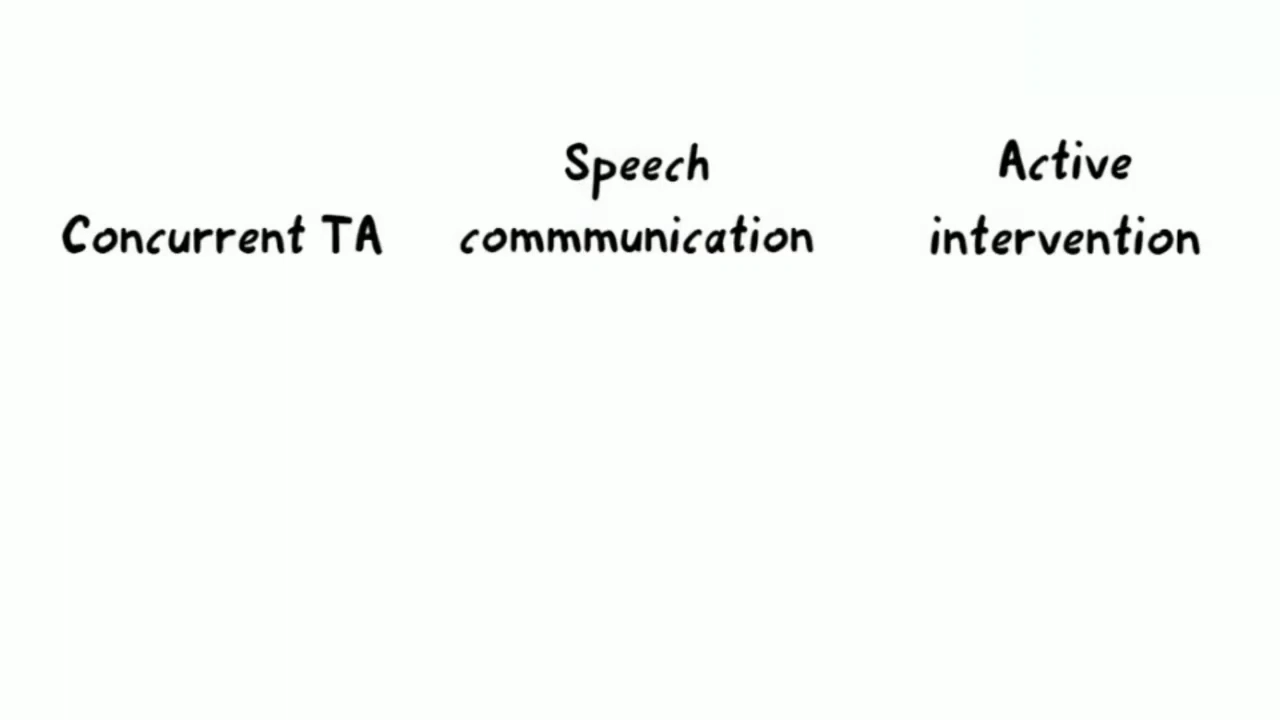 Concurrent TA
Speech
commmunication
Active
intervention